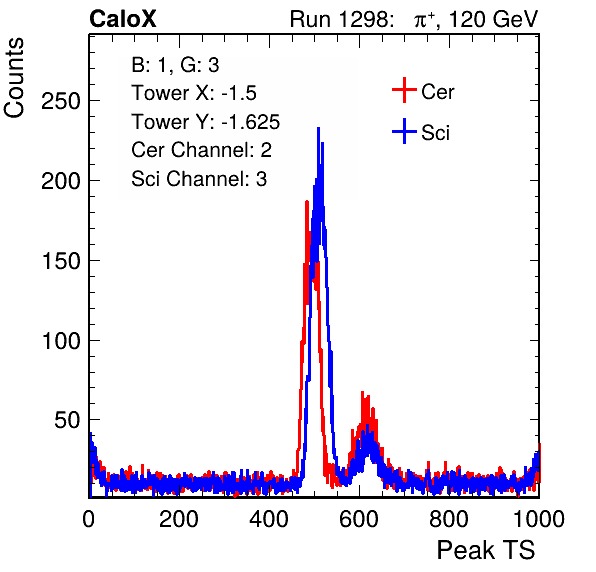 CaloX Run 1298: π⁺, 120 GeV
Counts
B: 1, G: 3
Tower X: -1.5
Tower Y: -1.625
Cer Channel: 2
Sci Channel: 3
Cer
Sci
250
200
150
100
50
0 200 400 600 800 1000
Peak TS